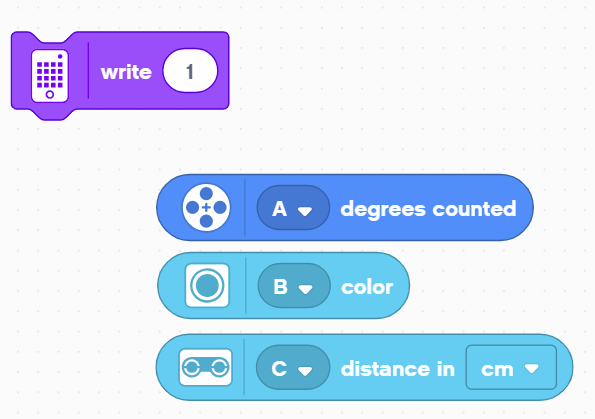 write 1
A degrees counted
B color
C distance in cm